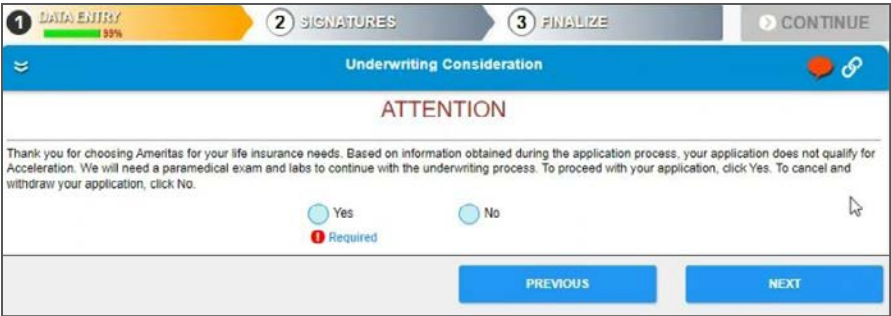 1 DATA ENTRY 99%
2 SIGNATURES
3 FINALIZE
CONTINUE
Underwriting Consideration
ATTENTION
Thank you for choosing Ameritas for your life insurance needs. Based on information obtained during the application process, your application does not qualify for
Acceleration. We will need a paramedical exam and labs to continue with the underwriting process. To proceed with your application, click Yes. To cancel and
withdraw your application, click No.
Yes
No
Required
PREVIOUS
NEXT